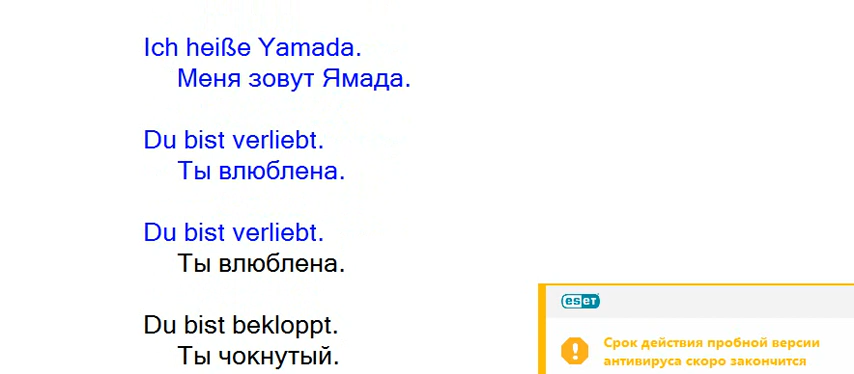 Ich heiße Yamada.
Меня зовут Ямада.
Du bist verliebt.
Ты влюблена.
Du bist verliebt.
Ты влюблена.
Du bist bekloppt.
Ты чокнутый.
eset
Срок действия пробной версии
антивируса скоро закончится